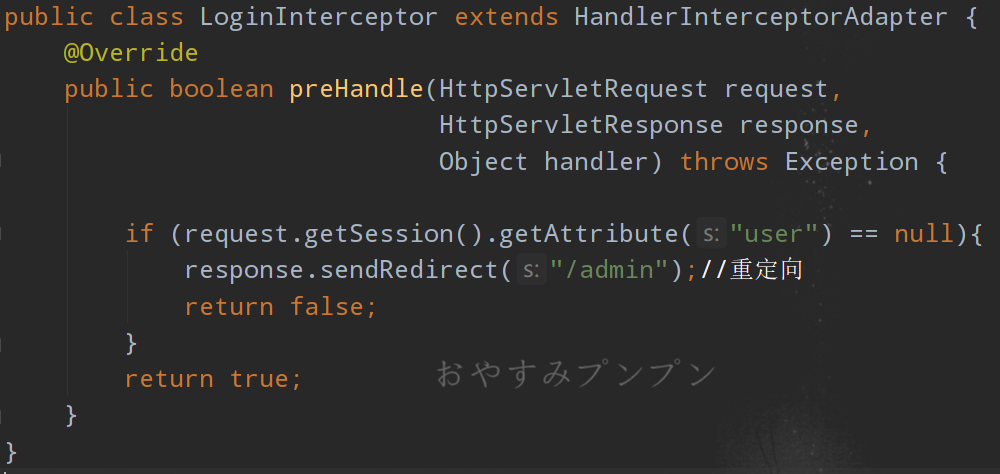 public class LoginInterceptor extends HandlerInterceptorAdapter {
@Override
public boolean preHandle(HttpServletRequest request,
HttpServletResponse response,
Object handler) throws Exception {
if (request.getSession().getAttribute( s: "user") == null){
response.sendRedirect( s: "/admin");//重定向
return false;
}
return true;
おやすみプンプン
}
}